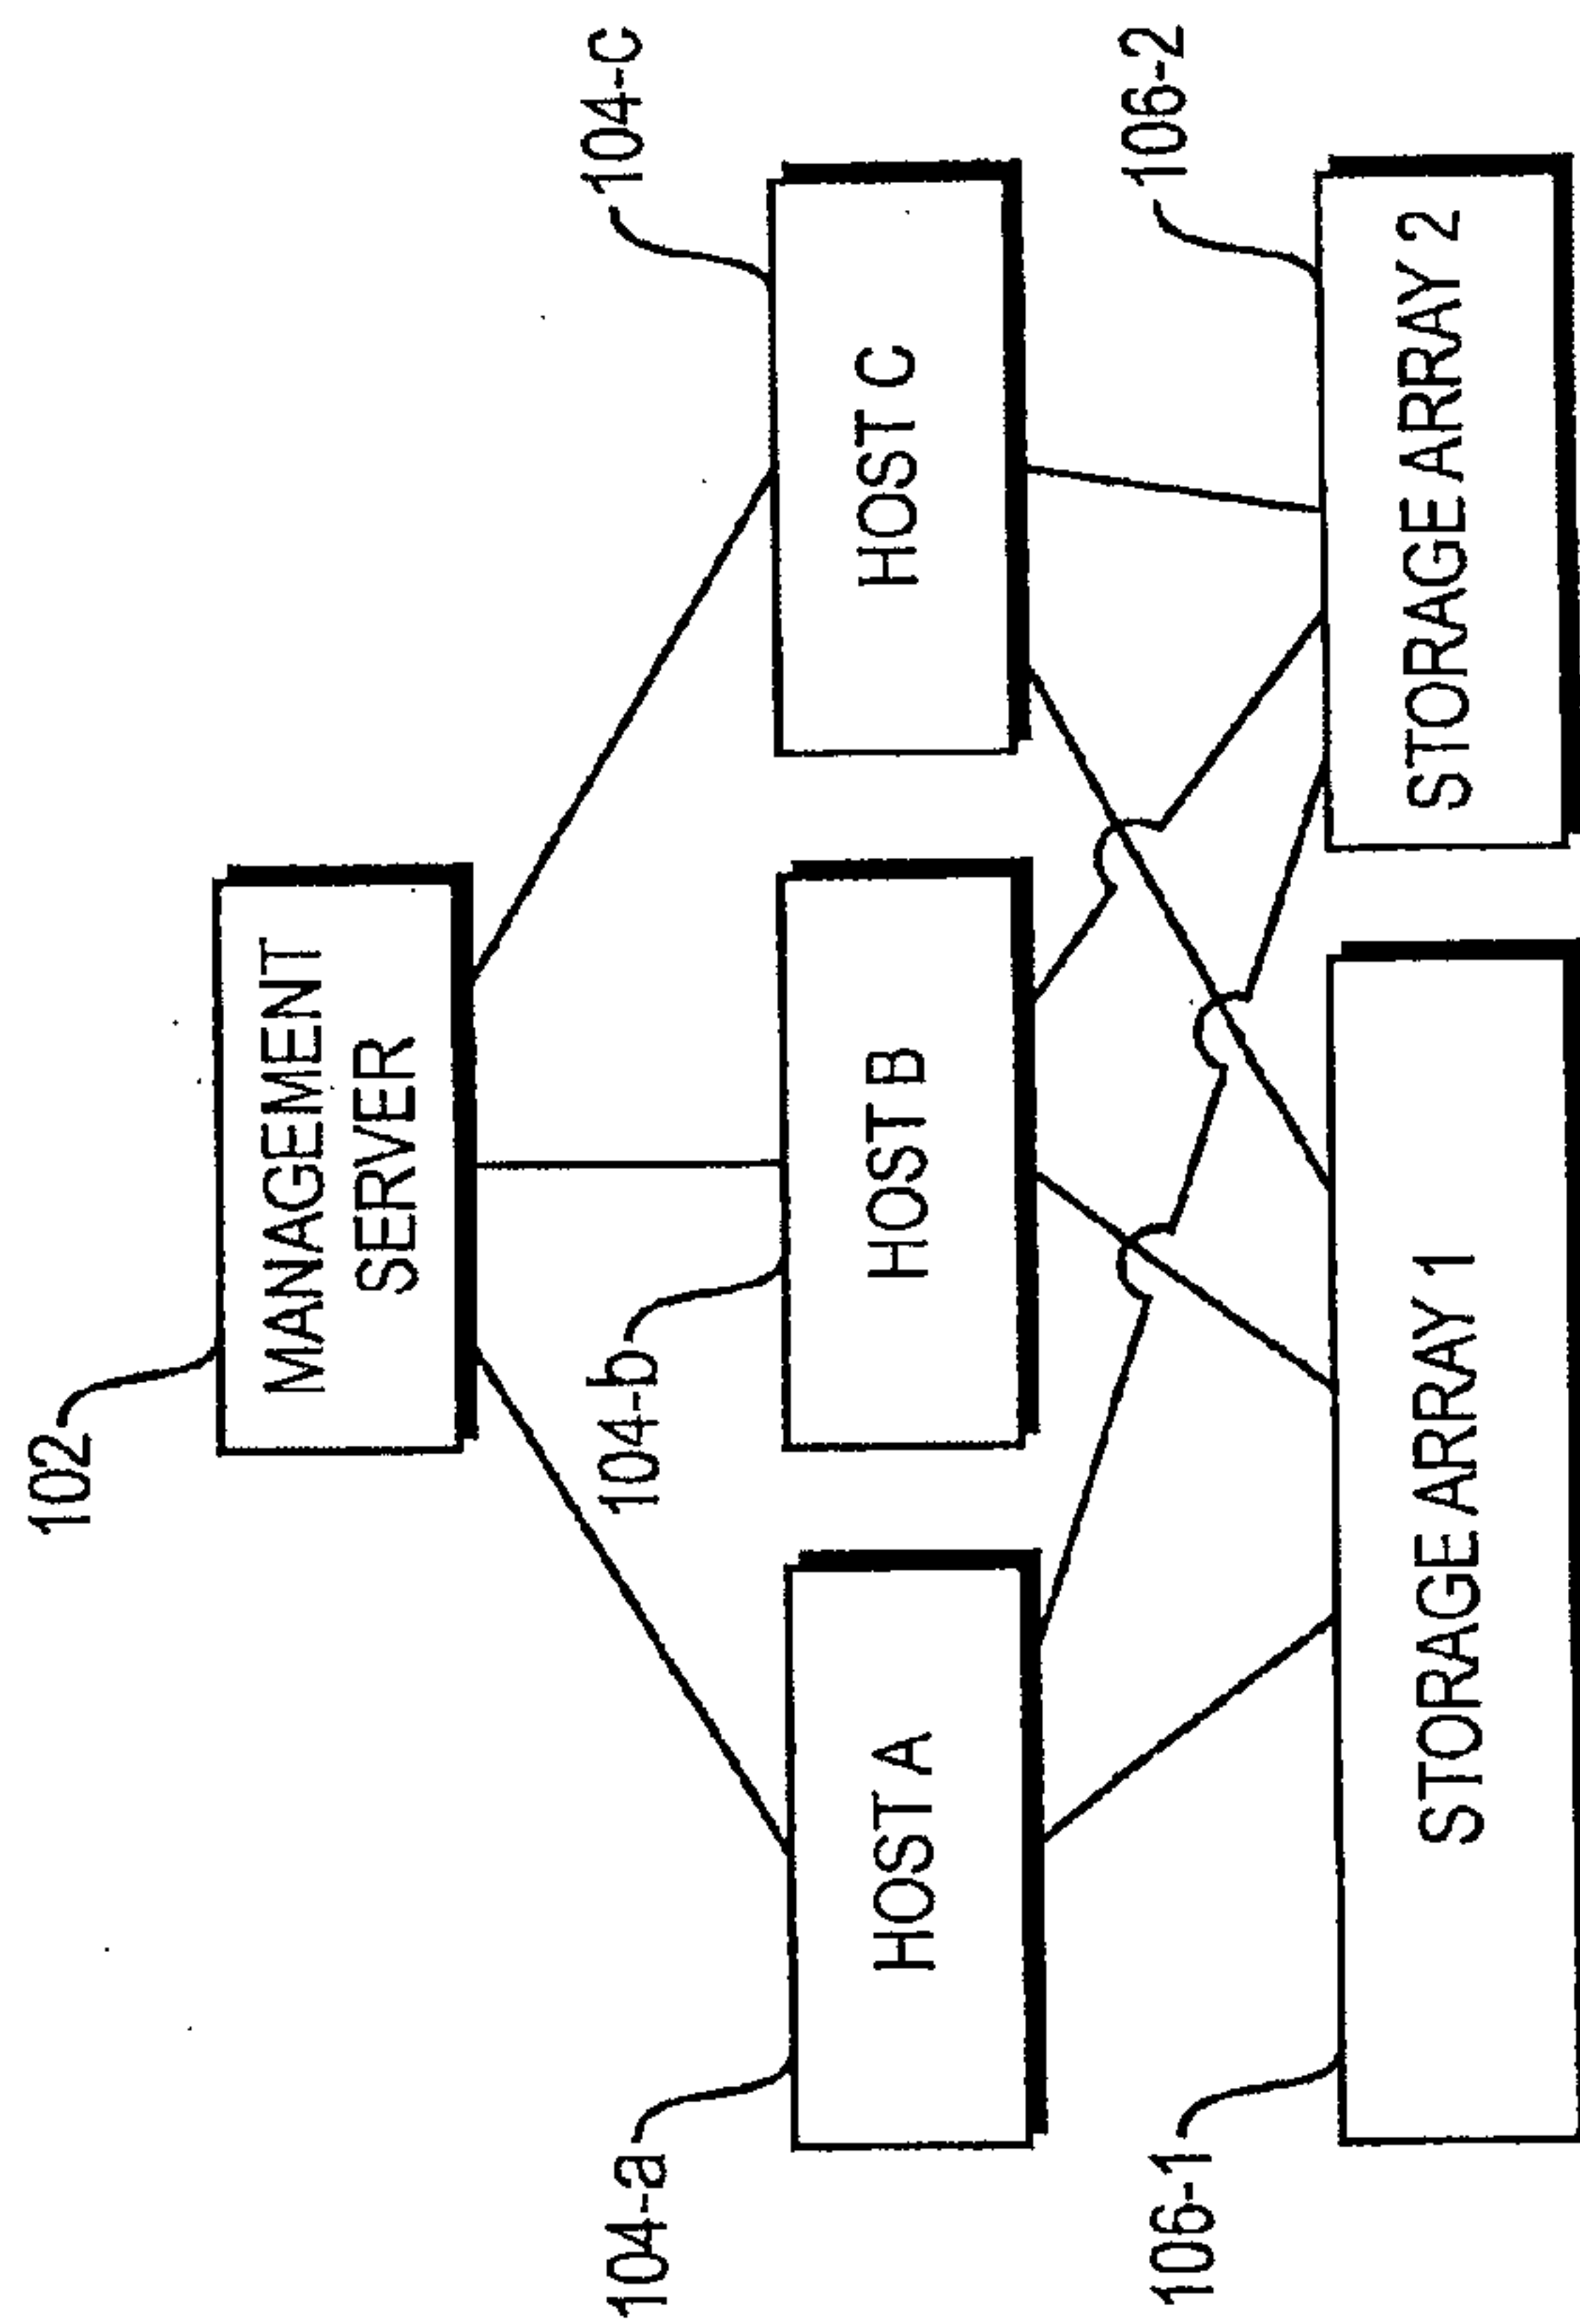 102
MANAGEMENT
SERVER
104-a
104-b
104-c
HOST A
HOST B
HOST C
106-1
106-2
STORAGE ARRAY 1
STORAGE ARRAY 2